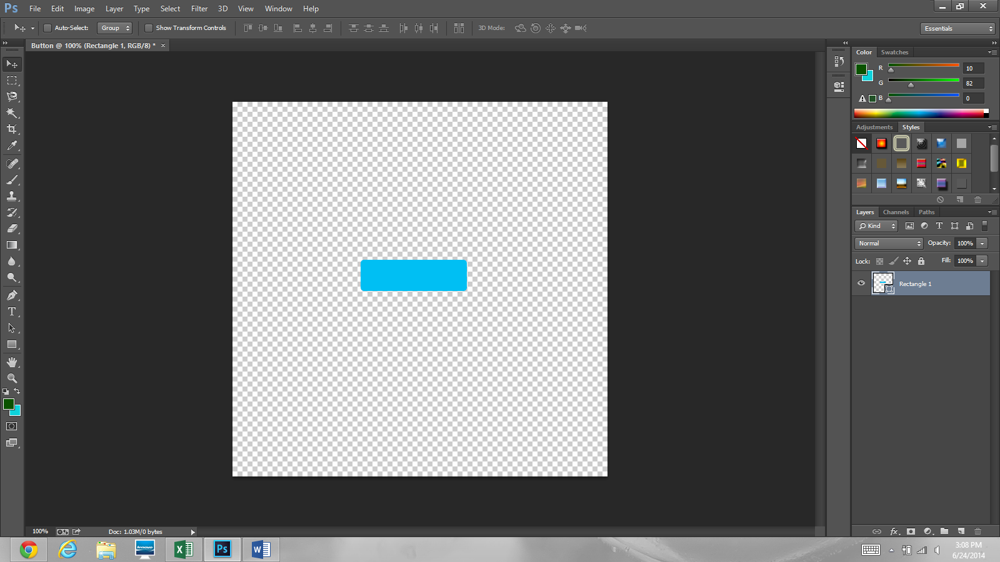 Ps File Edit Image Layer Type Select Filter 3D View Window Help
Auto-Select: Group Show Transform Controls 3D Mode: Essentials
Button @ 100% (Rectangle 1, RGB/8) * ×
Color Swatches
R 10
G 82
B 0
Adjustments Styles
Layers Channels Paths
Kind
Normal Opacity: 100%
Lock: Fill: 100%
Rectangle 1
T
100% Doc: 1.03M/0 bytes
fx
lenovo
Ps
3:08 PM
6/24/2014